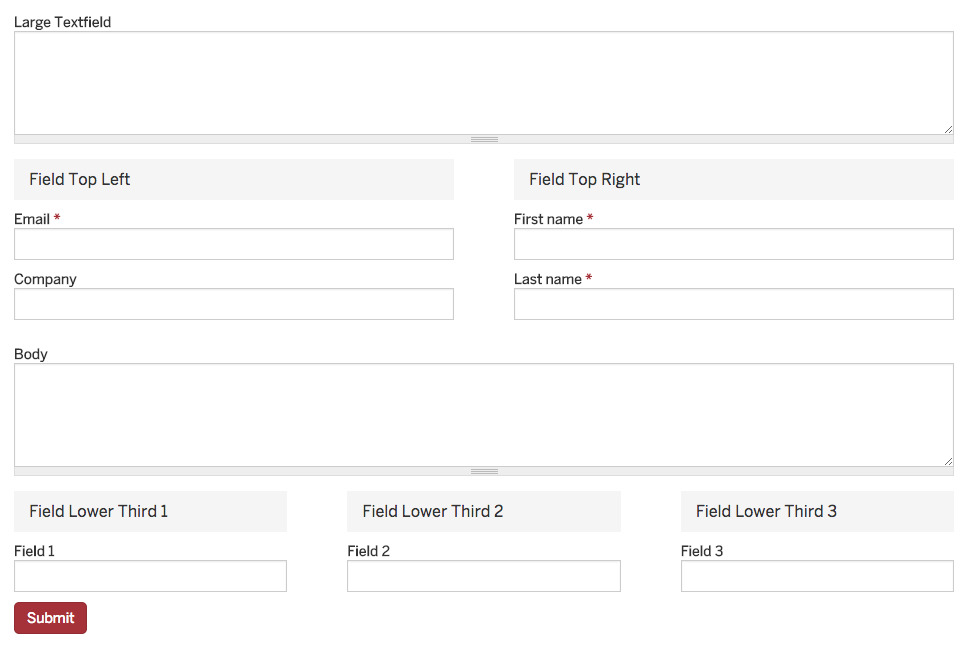 Large Textfield
Field Top Left
Field Top Right
Email *
First name *
Company
Last name *
Body
Field Lower Third 1
Field Lower Third 2
Field Lower Third 3
Field 1
Field 2
Field 3
Submit